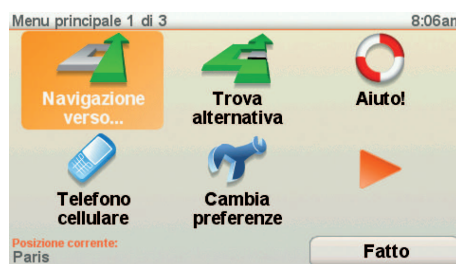 Menu principale 1 di 3
8:06am
Navigazione
verso...
Trova
alternativa
Aiuto!
Telefono
cellulare
Cambia
preferenze
Posizione corrente:
Paris
Fatto